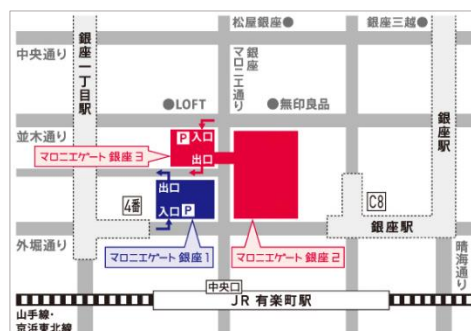 松屋銀座●
銀座三越●
中央通り
銀座一丁目駅
銀座マロニエ通り
●LOFT
●無印良品
銀座駅
並木通り
P 入口
出口
マロニエゲート 銀座3
出口
入口 P
4番
C8
外堀通り
マロニエゲート 銀座1
マロニエゲート 銀座2
銀座駅
晴海通り
中央口
JR 有楽町駅
山手線・
京浜東北線